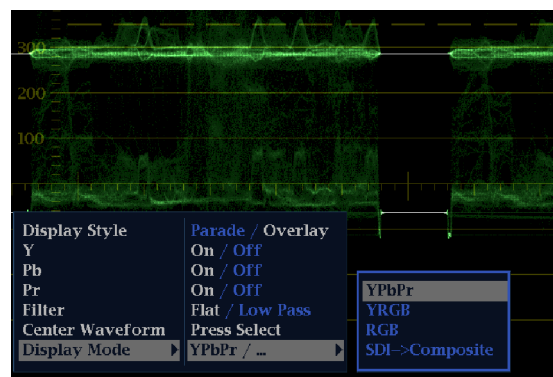 300
200
100
Display Style Parade / Overlay
Y On / Off
Pb On / Off
Pr On / Off
Filter Flat / Low Pass
Center Waveform Press Select
Display Mode YPbPr / ...
YPbPr
YRGB
RGB
SDI->Composite